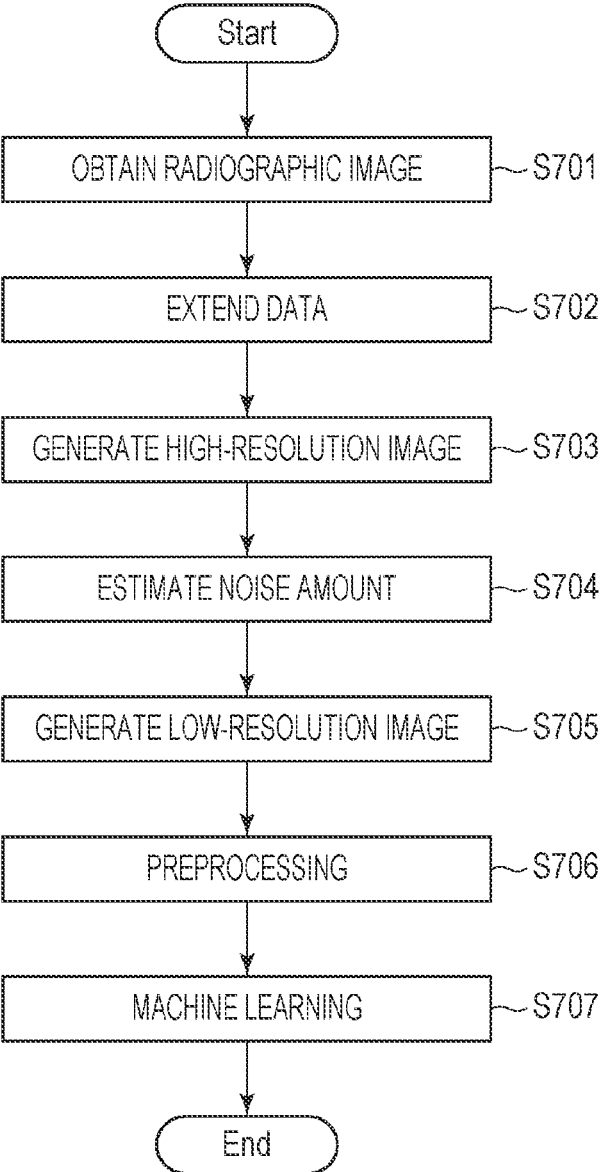 Start
OBTAIN RADIOGRAPHIC IMAGE S701
EXTEND DATA S702
GENERATE HIGH-RESOLUTION IMAGE S703
ESTIMATE NOISE AMOUNT S704
GENERATE LOW-RESOLUTION IMAGE S705
PREPROCESSING S706
MACHINE LEARNING S707
End